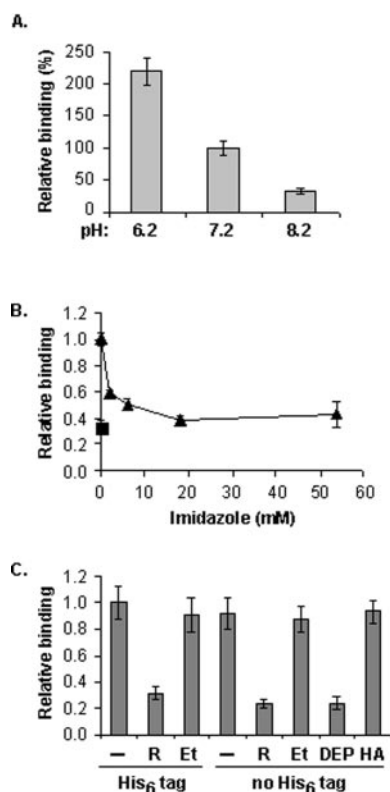 A.
Relative binding (%)
250
200
150
100
50
0
pH: 6.2 7.2 8.2
B.
Relative binding
1.2
1.0
0.8
0.6
0.4
0.2
0.0
0 10 20 30 40 50 60
Imidazole (mM)
C.
Relative binding
1.2
1.0
0.8
0.6
0.4
0.2
0.0
– R Et – R Et DEP HA
His6 tag no His6 tag